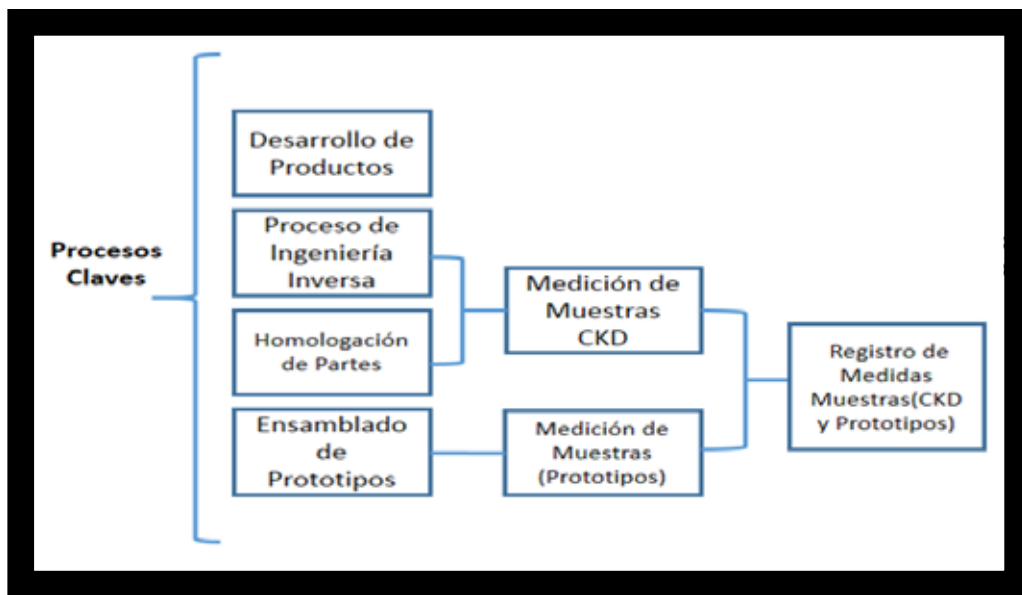 Procesos
Claves
Desarrollo de
Productos
Proceso de
Ingeniería
Inversa
Homologación
de Partes
Ensamblado
de
Prototipos
Medición de
Muestras
CKD
Medición de
Muestras
(Prototipos)
Registro de
Medidas
Muestras(CKD
y Prototipos)